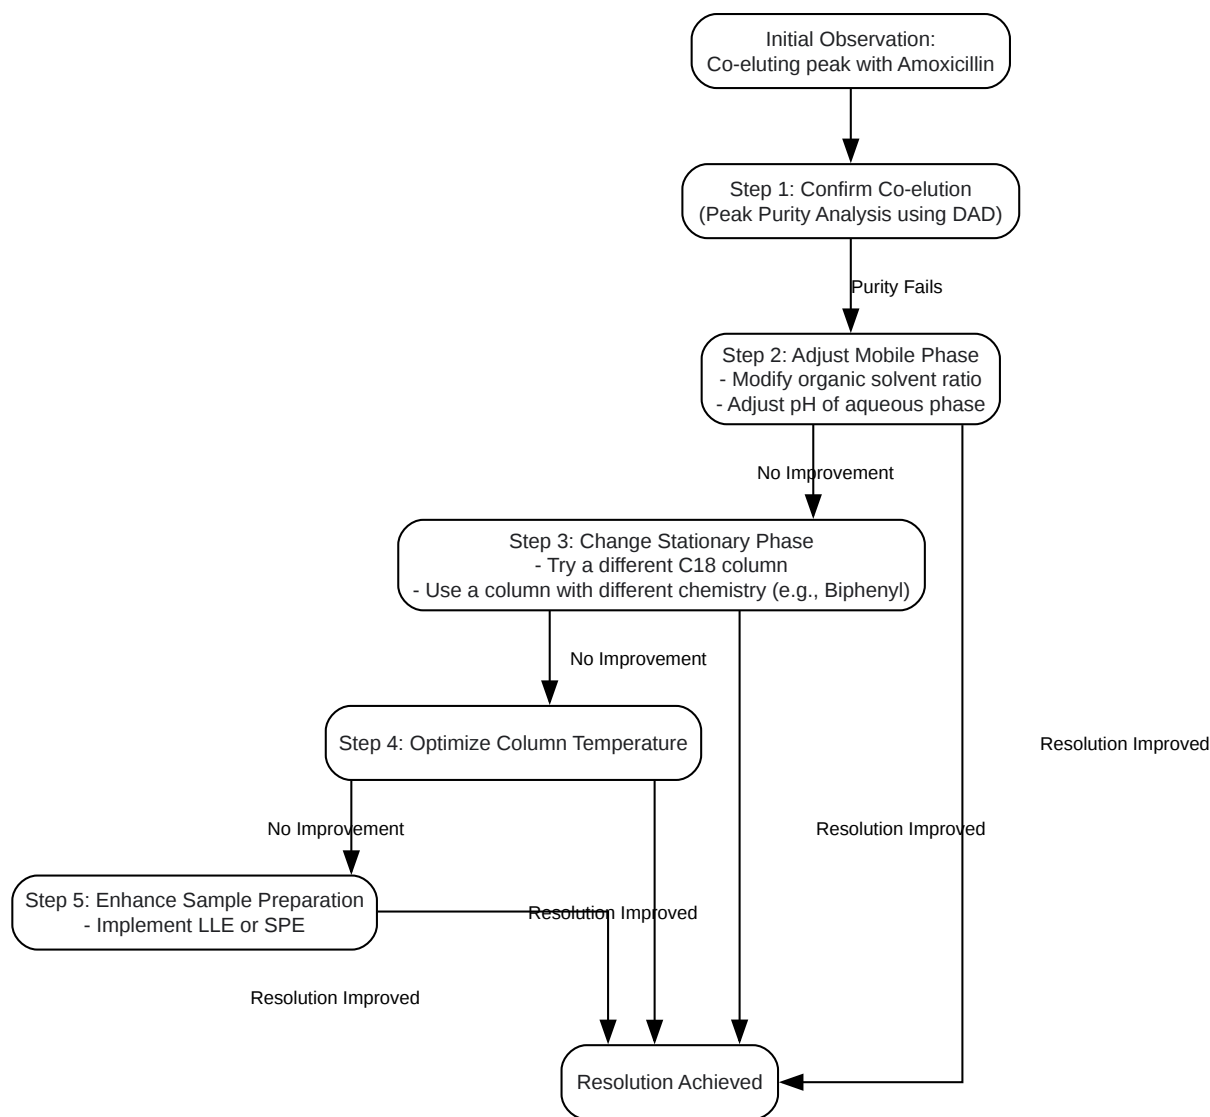 Initial Observation:
Co-eluting peak with Amoxicillin
Step 1: Confirm Co-elution
(Peak Purity Analysis using DAD)
Purity Fails
Step 2: Adjust Mobile Phase
- Modify organic solvent ratio
- Adjust pH of aqueous phase
No Improvement
Step 3: Change Stationary Phase
- Try a different C18 column
- Use a column with different chemistry (e.g., Biphenyl)
No Improvement
Step 4: Optimize Column Temperature
Resolution Improved
No Improvement
Resolution Improved
Step 5: Enhance Sample Preparation
- Implement LLE or SPE
Resolution Improved
Resolution Improved
Resolution Achieved